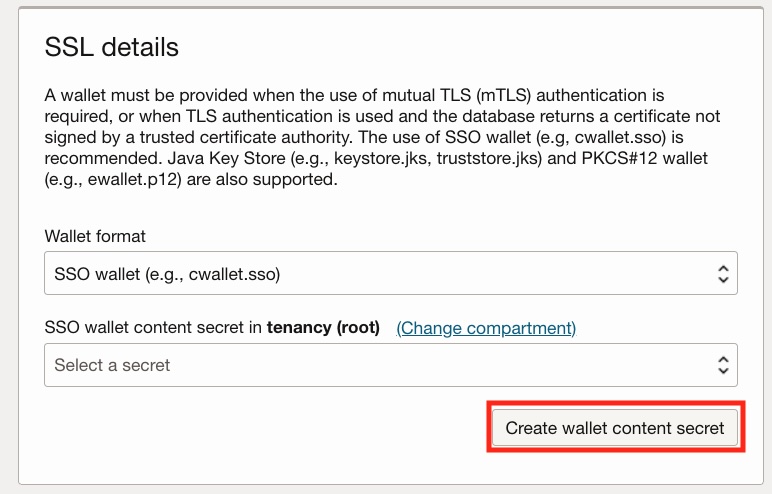 SSL details
A wallet must be provided when the use of mutual TLS (mTLS) authentication is
required, or when TLS authentication is used and the database returns a certificate not
signed by a trusted certificate authority. The use of SSO wallet (e.g, cwallet.sso) is
recommended. Java Key Store (e.g., keystore.jks, truststore.jks) and PKCS#12 wallet
(e.g., ewallet.p12) are also supported.
Wallet format
SSO wallet (e.g., cwallet.sso)
SSO wallet content secret in tenancy (root) (Change compartment)
Select a secret
Create wallet content secret